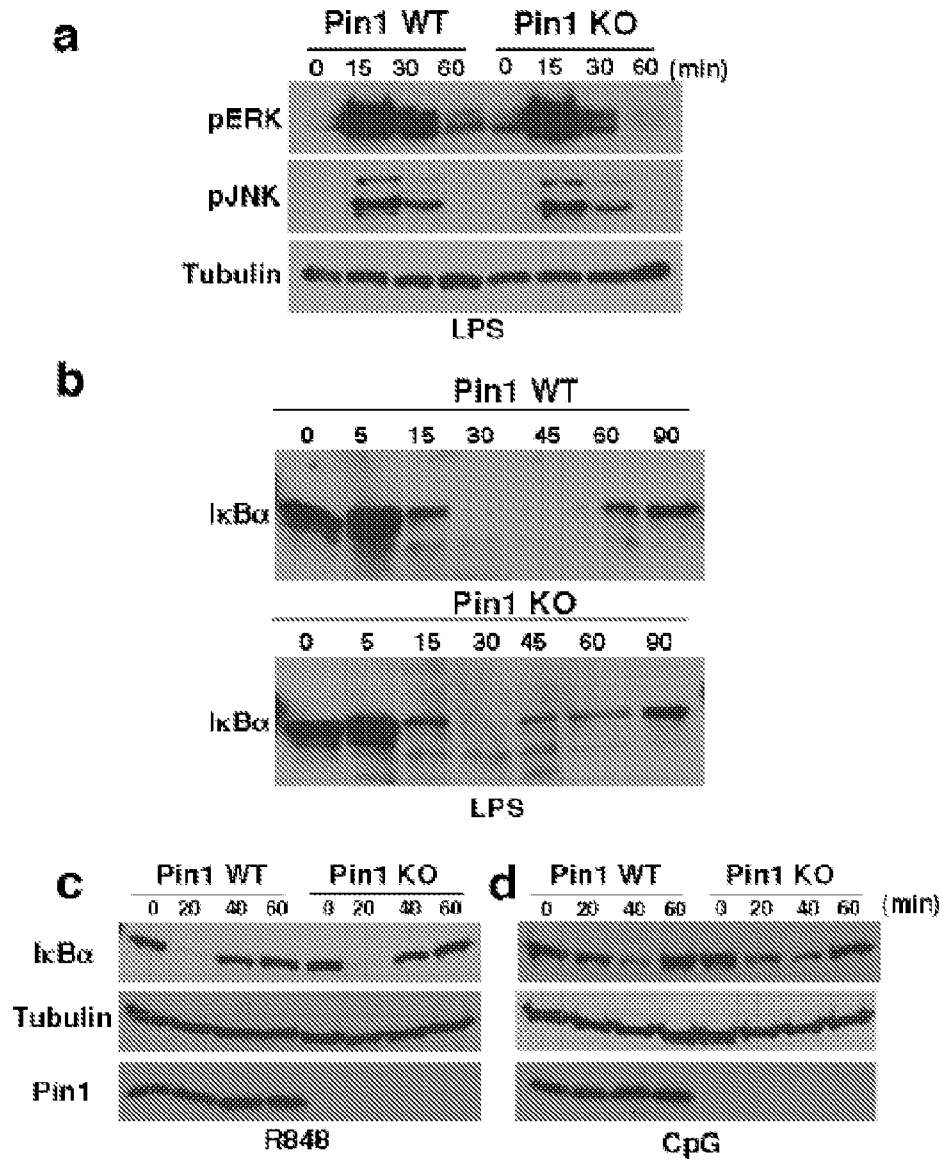 a Pin1 WT Pin1 KO
0 15 30 60 0 15 30 60 (min)
pERK
pJNK
Tubulin
LPS
b
Pin1 WT
0 5 15 30 45 60 90
IκBα
Pin1 KO
0 5 15 30 45 60 90
IκBα
LPS
c Pin1 WT Pin1 KO d Pin1 WT Pin1 KO
0 20 40 60 0 20 40 60 0 20 40 60 0 20 40 60 (min)
IκBα
Tubulin
Pin1
R848 CpG